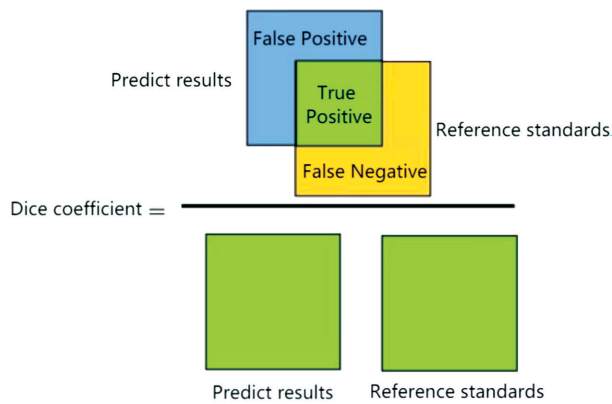 False Positive
Predict results
True
Positive
Reference standards
False Negative
Dice coefficient =
Predict results
Reference standards